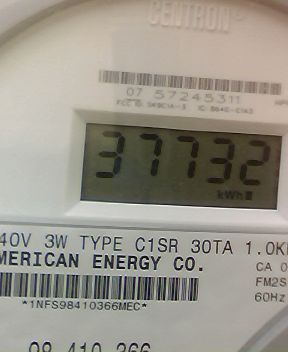 CENTRON®
07 57245311
37732
kWh
40V 3W TYPE C1SR 30TA 1.0K
MERICAN ENERGY CO.
CA 0
FM2S
60Hz
*1NFS98410366MEC*
98 410 366